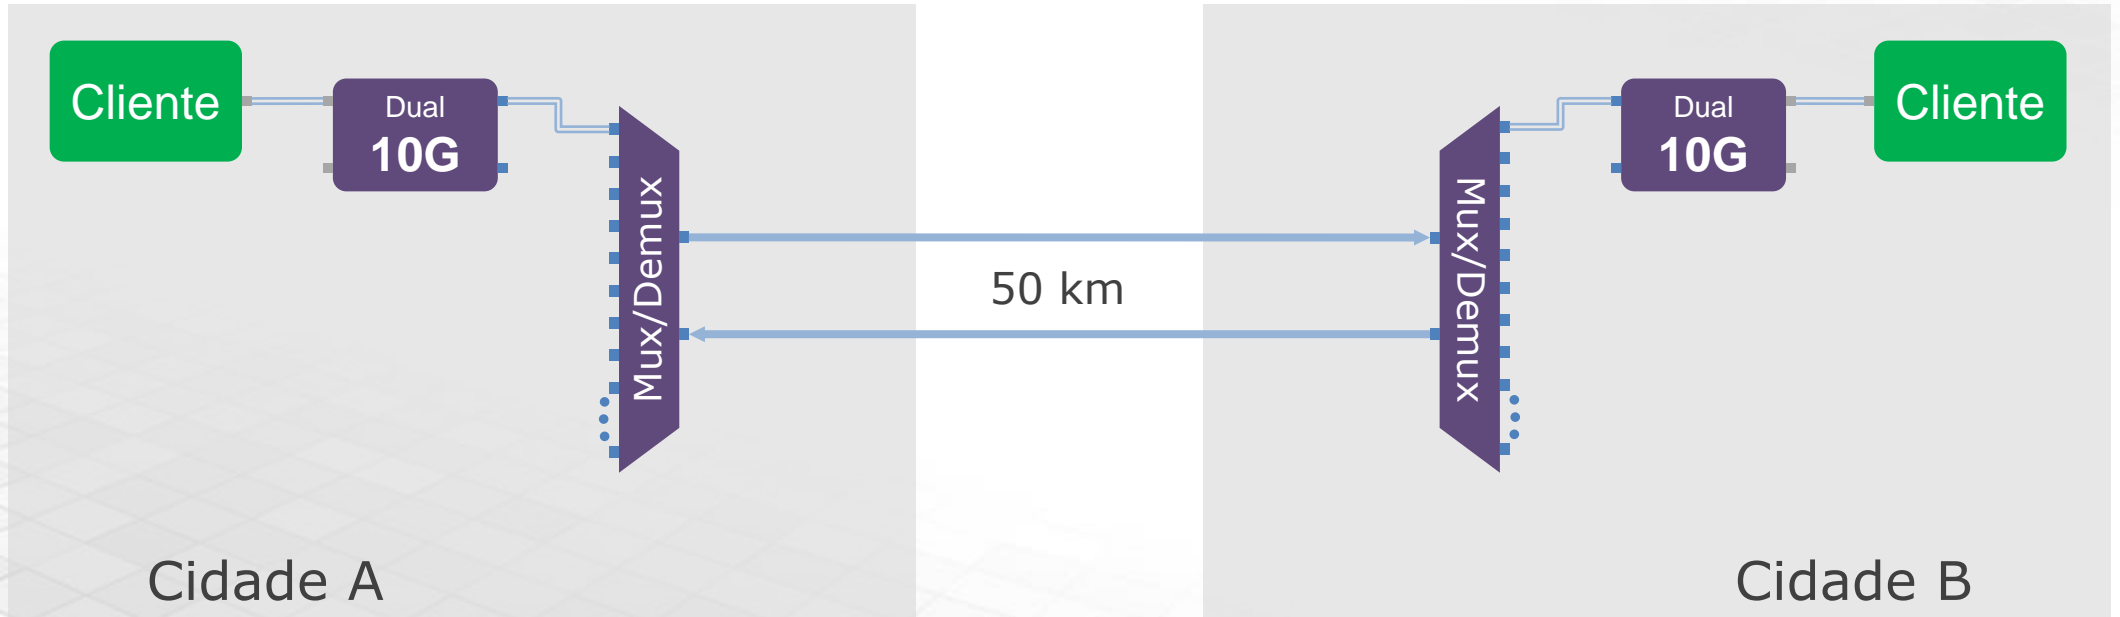 Cliente
Dual
10G
Mux/Demux
50 km
Mux/Demux
Dual
10G
Cliente
Cidade A
Cidade B